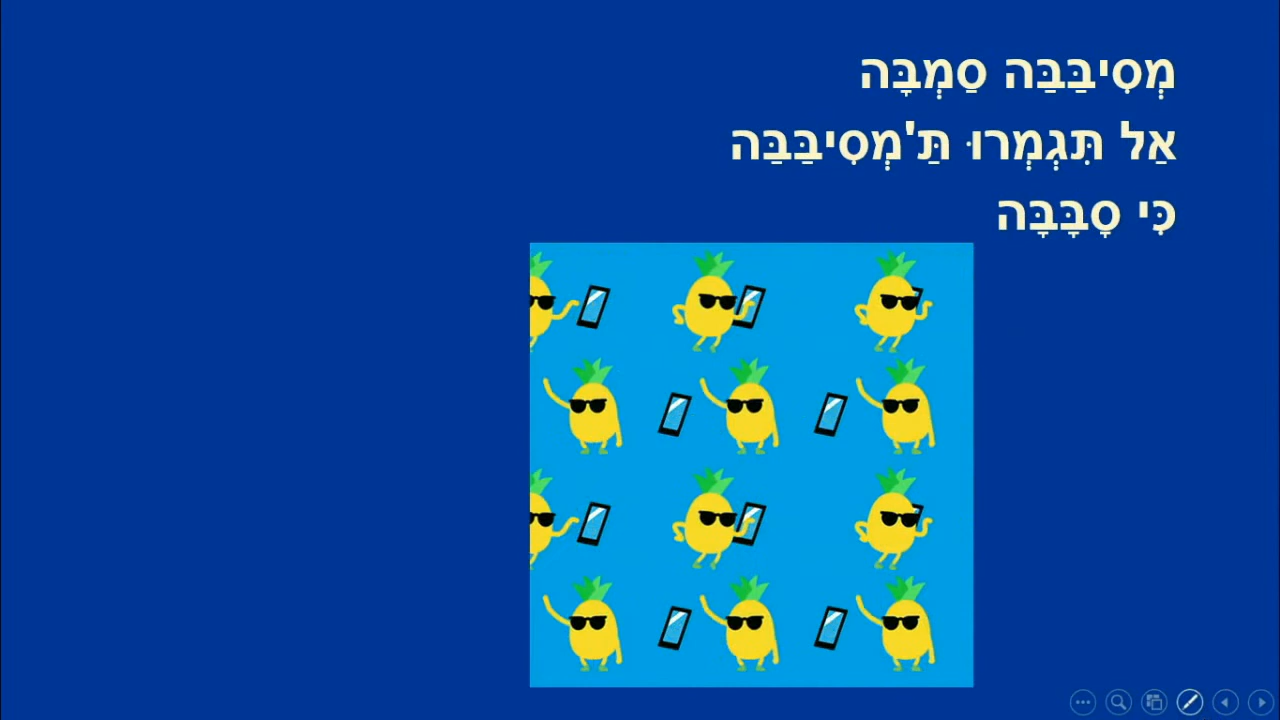 מְסִיבַּבַּה סַמְבָּה
אַל תִּגְמְרוּ תַּ'מְסִיבַּבַּה
כִּי סָבָּבָּה